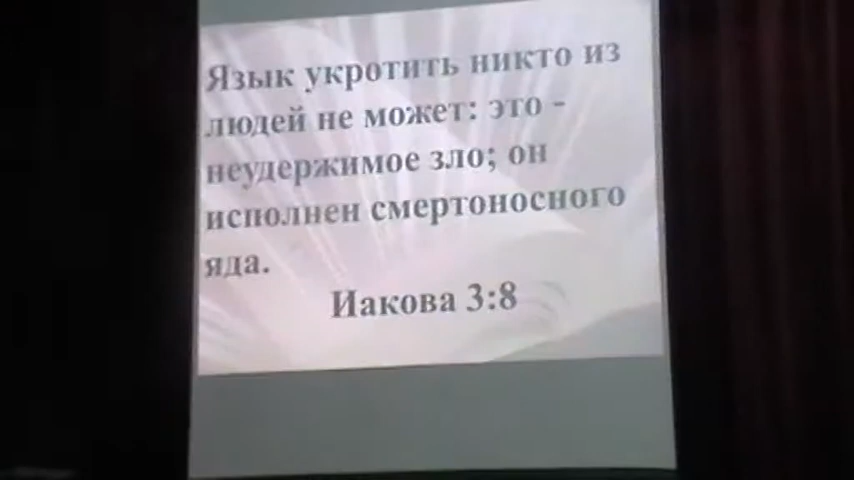 Язык укротить никто из
людей не может: это -
неудержимое зло; он
исполнен смертоносного
яда.
Иакова 3:8